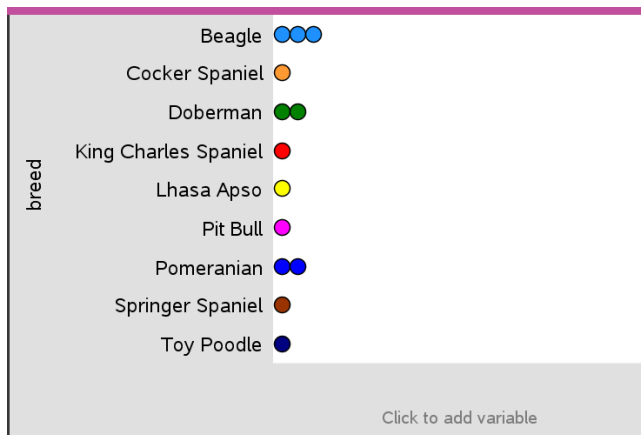 breed
Beagle
Cocker Spaniel
Doberman
King Charles Spaniel
Lhasa Apso
Pit Bull
Pomeranian
Springer Spaniel
Toy Poodle
Click to add variable